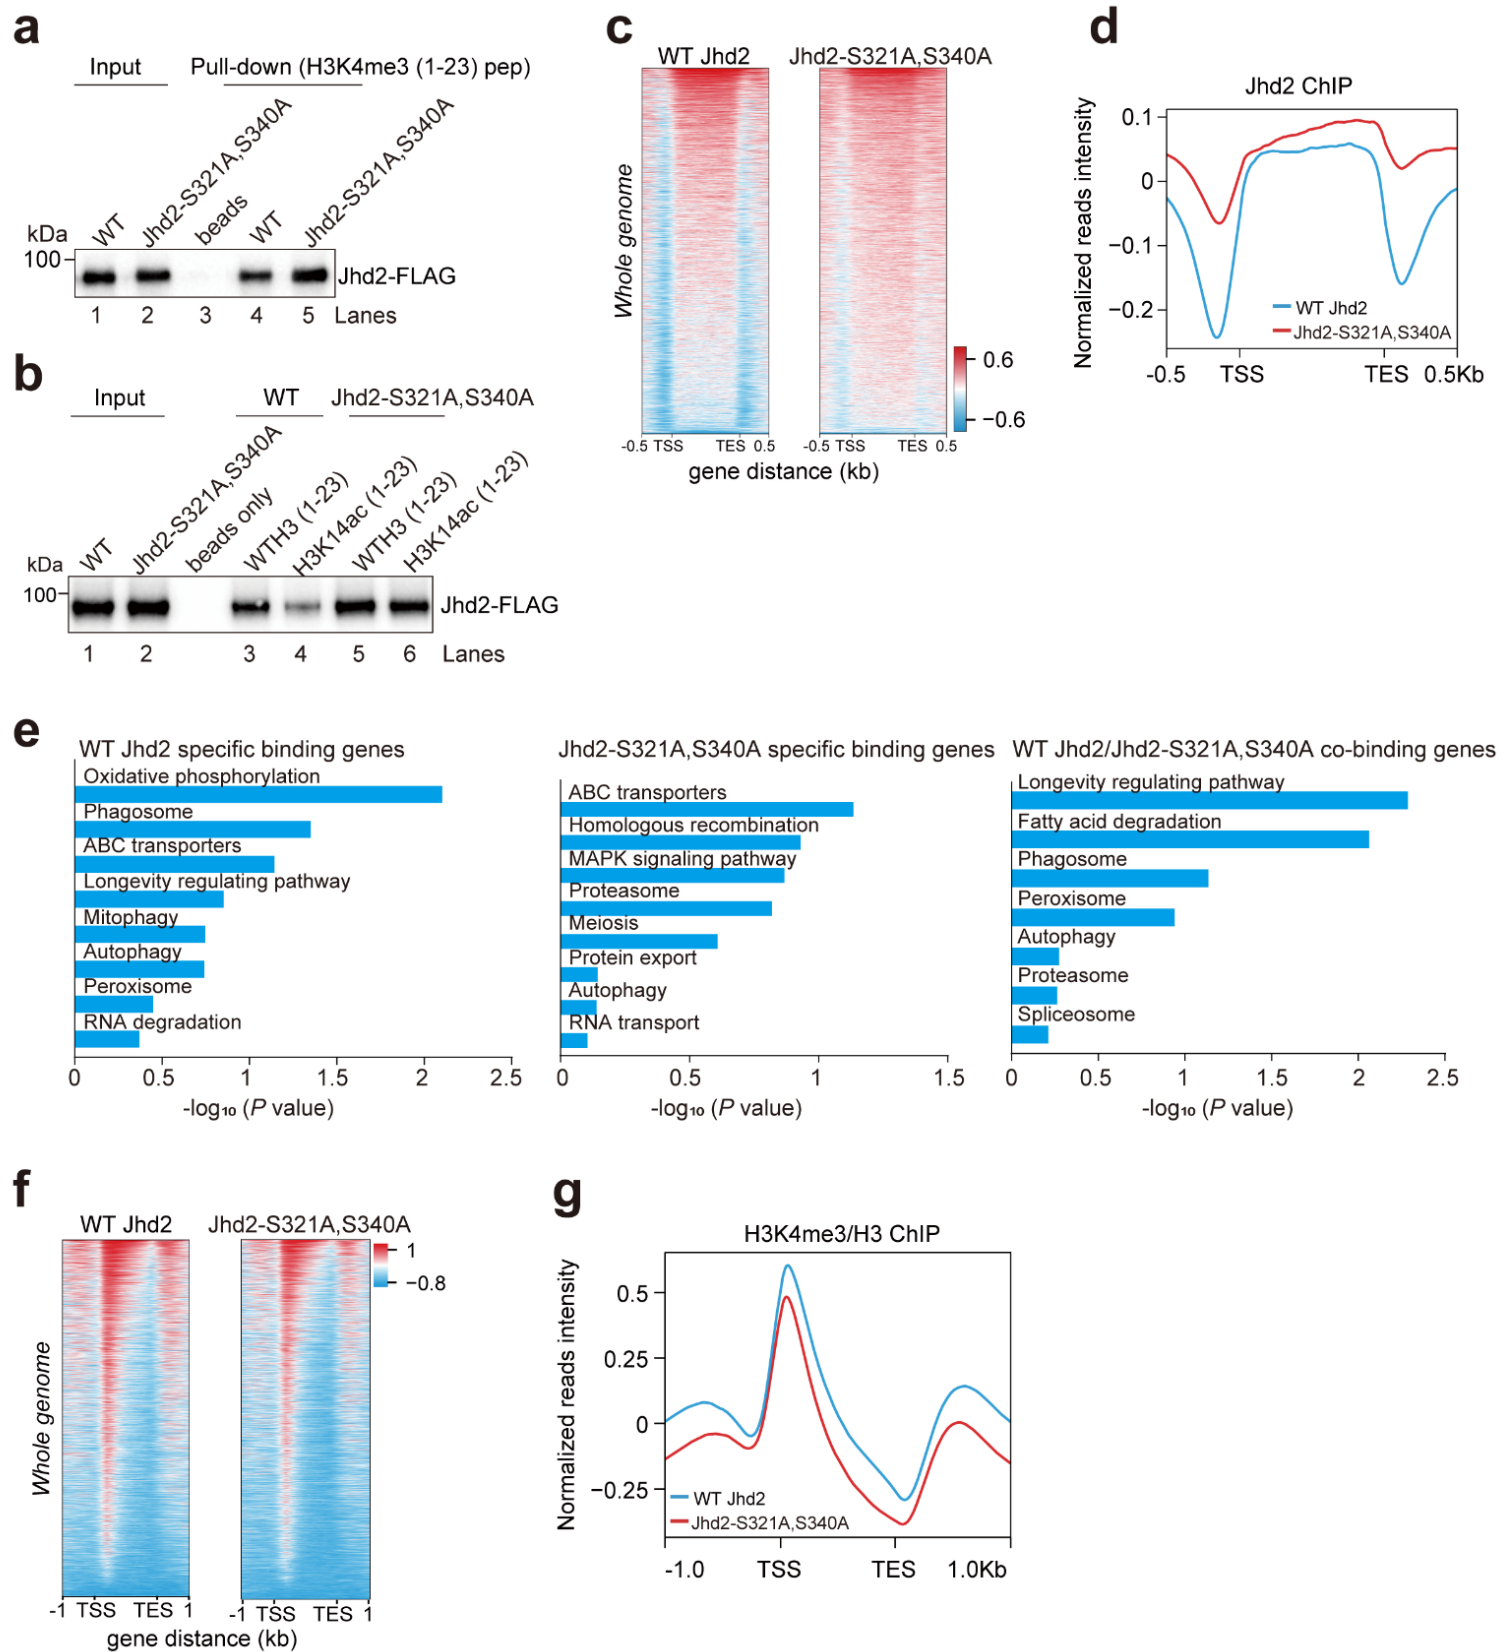 a
Input
Pull-down (H3K4me3 (1-23) pep)
WT
Jhd2-S321A,S340A
beads
WT
Jhd2-S321A,S340A
kDa
100
Jhd2-FLAG
1 2 3 4 5 Lanes
b
Input
WT
Jhd2-S321A,S340A
WT
Jhd2-S321A,S340A
beads only
WTH3 (1-23)
H3K14ac (1-23)
WTH3 (1-23)
H3K14ac (1-23)
kDa
100
Jhd2-FLAG
1 2 3 4 5 6 Lanes
c
WT Jhd2
Jhd2-S321A,S340A
Whole genome
0.6
−0.6
-0.5 TSS TES 0.5
-0.5 TSS TES 0.5
gene distance (kb)
d
Jhd2 ChIP
Normalized reads intensity
0.1
0
−0.1
−0.2
WT Jhd2
Jhd2-S321A,S340A
-0.5 TSS TES 0.5Kb
e
WT Jhd2 specific binding genes
Oxidative phosphorylation
Phagosome
ABC transporters
Longevity regulating pathway
Mitophagy
Autophagy
Peroxisome
RNA degradation
0 0.5 1 1.5 2 2.5
-log₁₀ (P value)
Jhd2-S321A,S340A specific binding genes
ABC transporters
Homologous recombination
MAPK signaling pathway
Proteasome
Meiosis
Protein export
Autophagy
RNA transport
0 0.5 1 1.5
-log₁₀ (P value)
WT Jhd2/Jhd2-S321A,S340A co-binding genes
Longevity regulating pathway
Fatty acid degradation
Phagosome
Peroxisome
Autophagy
Proteasome
Spliceosome
0 0.5 1 1.5 2 2.5
-log₁₀ (P value)
f
WT Jhd2
Jhd2-S321A,S340A
1
−0.8
Whole genome
-1 TSS TES 1
-1 TSS TES 1
gene distance (kb)
g
H3K4me3/H3 ChIP
Normalized reads intensity
0.5
0.25
0
−0.25
WT Jhd2
Jhd2-S321A,S340A
-1.0 TSS TES 1.0Kb